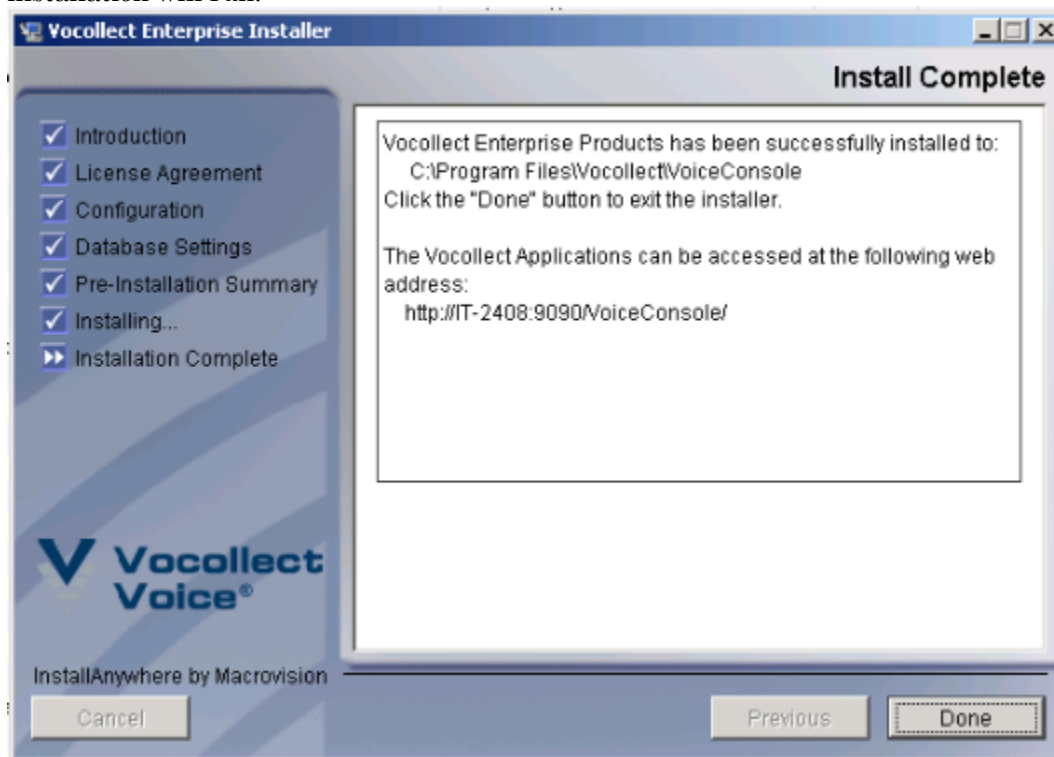 installation will run.
Vocollect Enterprise Installer
Install Complete
Introduction
License Agreement
Configuration
Database Settings
Pre-Installation Summary
Installing...
Installation Complete
Vocollect Enterprise Products has been successfully installed to:
C:\Program Files\Vocollect\VoiceConsole
Click the "Done" button to exit the installer.
The Vocollect Applications can be accessed at the following web
address:
http://IT-2408:9090/VoiceConsole/
Vocollect
Voice®
InstallAnywhere by Macrovision
Cancel
Previous
Done